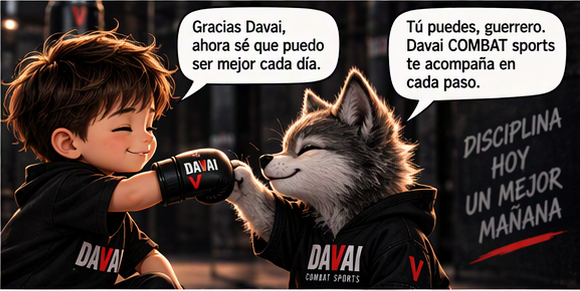 Gracias Davai,
ahora sé que puedo
ser mejor cada día.
Tú puedes, guerrero.
Davai COMBAT sports
te acompaña en
cada paso.
DISCIPLINA
HOY
UN MEJOR
MAÑANA
DAVAI
V
DAVAI
DAVAI
COMBAT SPORTS
V